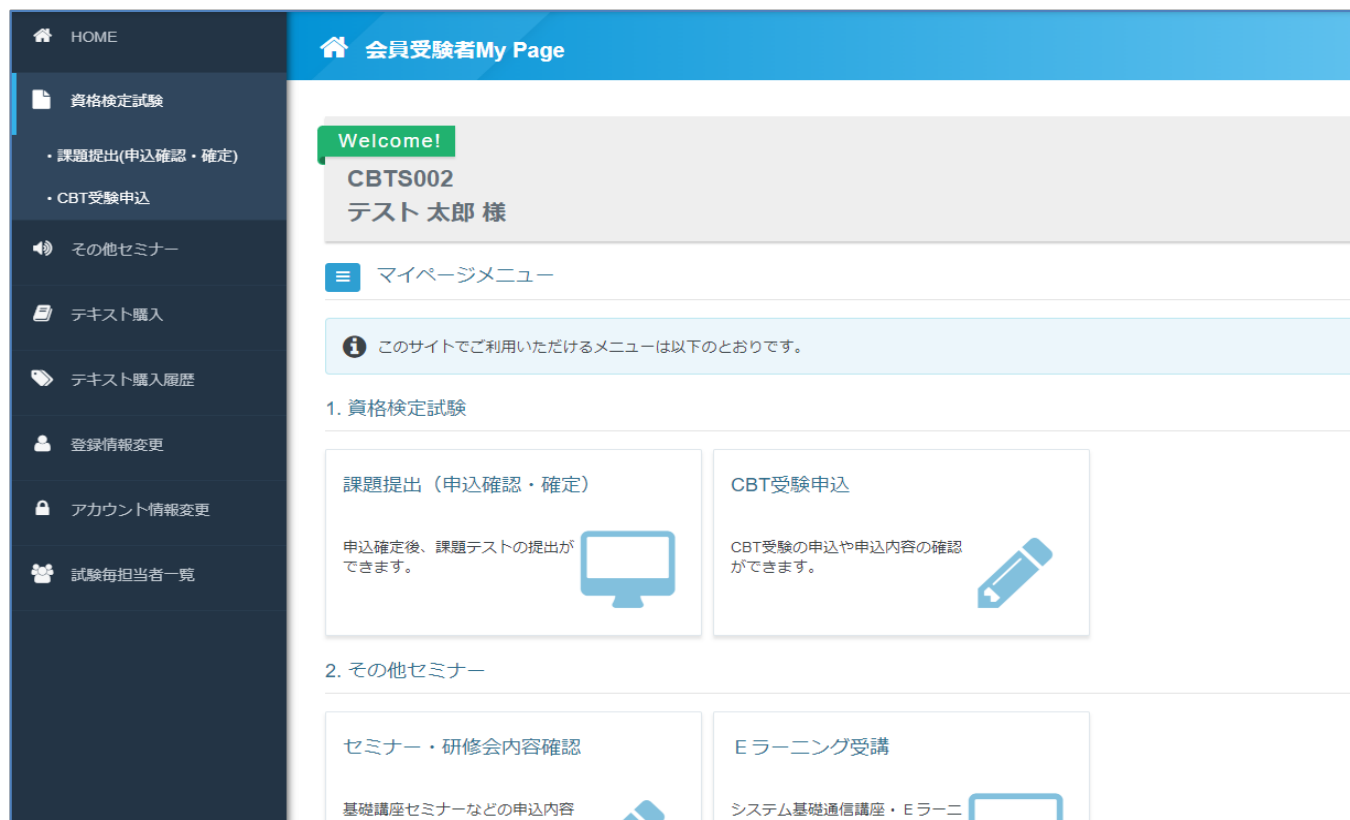 HOME
資格検定試験
・課題提出(申込確認・確定)
・CBT受験申込
その他セミナー
テキスト購入
テキスト購入履歴
登録情報変更
アカウント情報変更
試験毎担当者一覧
会員受験者My Page
Welcome!
CBTS002
テスト 太郎 様
マイページメニュー
このサイトでご利用いただけるメニューは以下のとおりです。
1. 資格検定試験
課題提出（申込確認・確定）
申込確定後、課題テストの提出が
できます。
CBT受験申込
CBT受験の申込や申込内容の確認
ができます。
2. その他セミナー
セミナー・研修会内容確認
基礎講座セミナーなどの申込内容
Eラーニング受講
システム基礎通信講座・Eラーニ